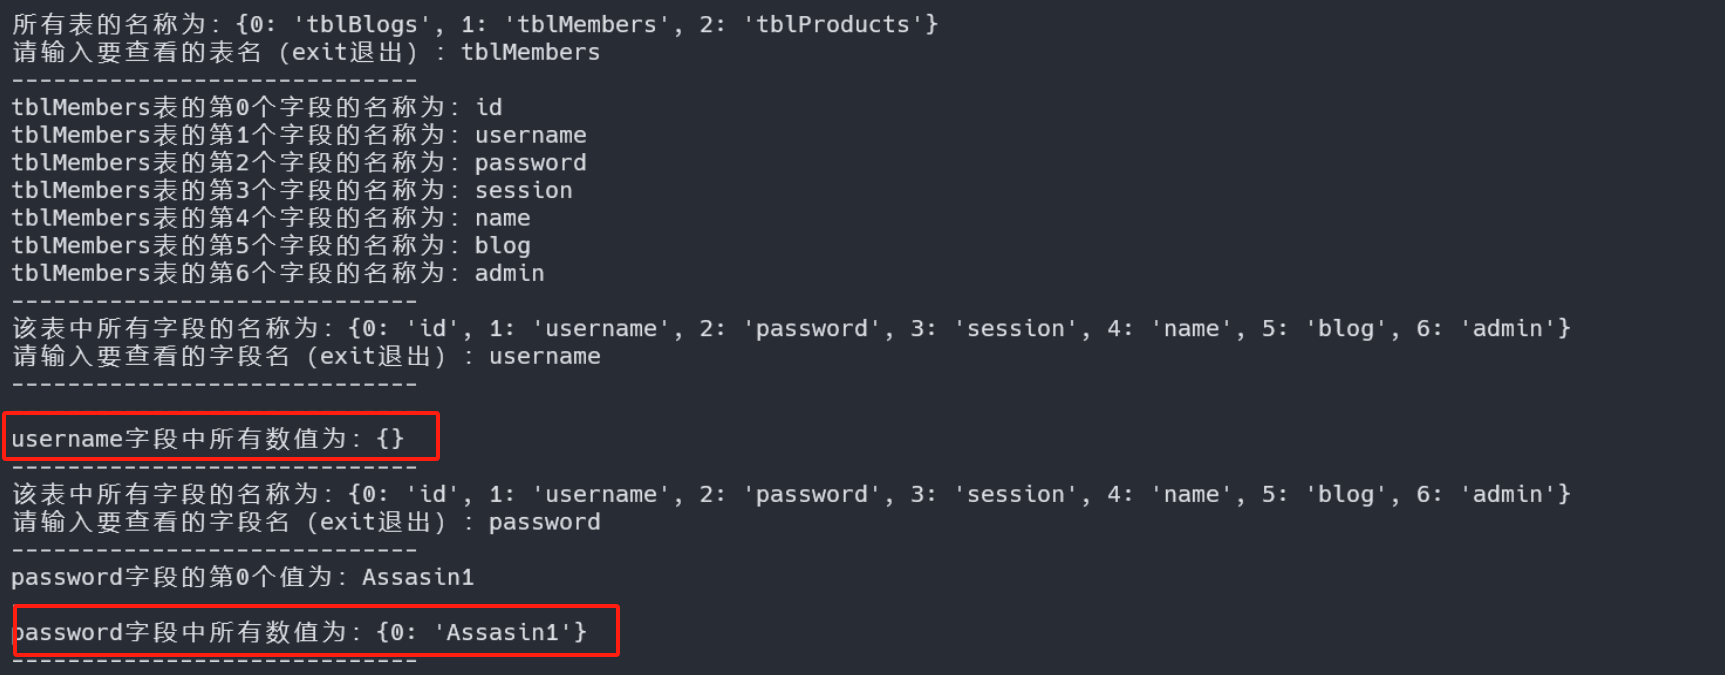 所有表的名称为：{0: 'tblBlogs', 1: 'tblMembers', 2: 'tblProducts'}
请输入要查看的表名（exit退出）：tblMembers
-----------------------------
tblMembers表的第0个字段的名称为：id
tblMembers表的第1个字段的名称为：username
tblMembers表的第2个字段的名称为：password
tblMembers表的第3个字段的名称为：session
tblMembers表的第4个字段的名称为：name
tblMembers表的第5个字段的名称为：blog
tblMembers表的第6个字段的名称为：admin
-----------------------------
该表中所有字段的名称为：{0: 'id', 1: 'username', 2: 'password', 3: 'session', 4: 'name', 5: 'blog', 6: 'admin'}
请输入要查看的字段名（exit退出）：username
-----------------------------
username字段中所有数值为：{}
-----------------------------
该表中所有字段的名称为：{0: 'id', 1: 'username', 2: 'password', 3: 'session', 4: 'name', 5: 'blog', 6: 'admin'}
请输入要查看的字段名（exit退出）：password
-----------------------------
password字段的第0个值为：Assasin1
password字段中所有数值为：{0: 'Assasin1'}
-----------------------------